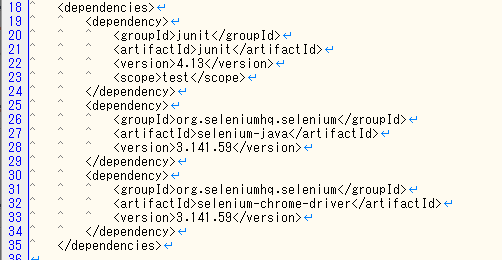 18 <dependencies>↵
19 ^ <dependency>↵
20 ^ ^ <groupId>junit</groupId>↵
21 ^ ^ <artifactId>junit</artifactId>↵
22 ^ ^ <version>4.13</version>↵
23 ^ ^ <scope>test</scope>↵
24 ^ </dependency>↵
25 ^ <dependency>↵
26 ^ ^ <groupId>org.seleniumhq.selenium</groupId>↵
27 ^ ^ <artifactId>selenium-java</artifactId>↵
28 ^ ^ <version>3.141.59</version>↵
29 ^ </dependency>↵
30 ^ <dependency>↵
31 ^ ^ <groupId>org.seleniumhq.selenium</groupId>↵
32 ^ ^ <artifactId>selenium-chrome-driver</artifactId>↵
33 ^ ^ <version>3.141.59</version>↵
34 ^ </dependency>↵
35 </dependencies>↵
36 ↵